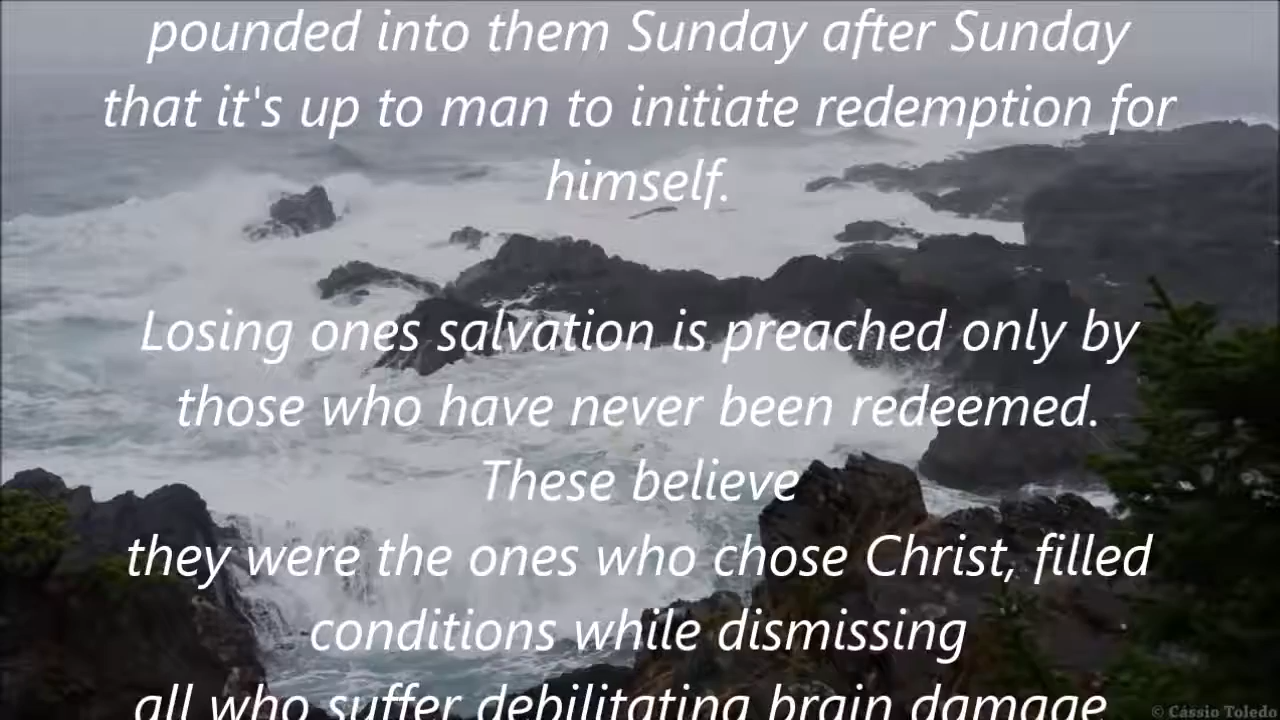 pounded into them Sunday after Sunday
that it's up to man to initiate redemption for
himself.
Losing ones salvation is preached only by
those who have never been redeemed.
These believe
they were the ones who chose Christ, filled
conditions while dismissing
all who suffer debilitating brain damage
© Cássio Toledo